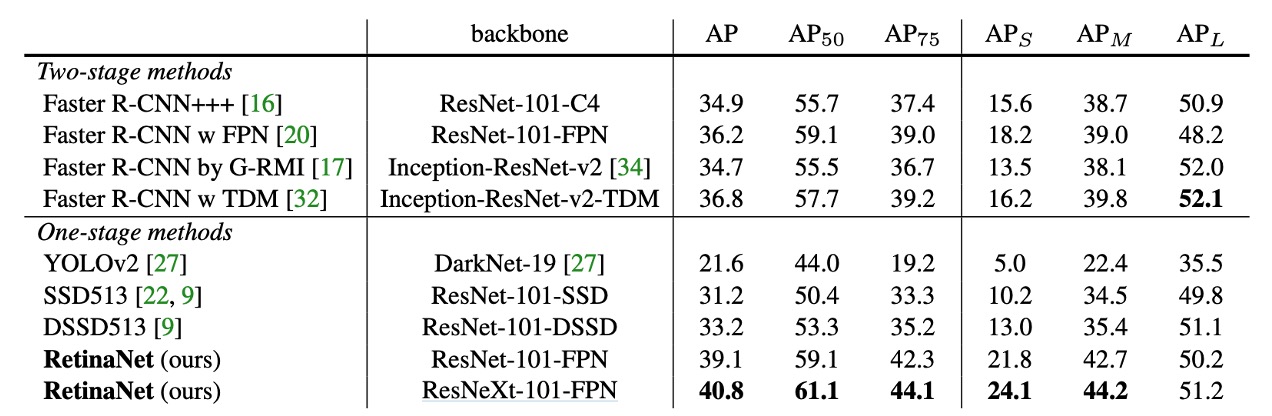 backbone AP AP50 AP75 APS APM APL
Two-stage methods
Faster R-CNN+++ [16] ResNet-101-C4 34.9 55.7 37.4 15.6 38.7 50.9
Faster R-CNN w FPN [20] ResNet-101-FPN 36.2 59.1 39.0 18.2 39.0 48.2
Faster R-CNN by G-RMI [17] Inception-ResNet-v2 [34] 34.7 55.5 36.7 13.5 38.1 52.0
Faster R-CNN w TDM [32] Inception-ResNet-v2-TDM 36.8 57.7 39.2 16.2 39.8 52.1
One-stage methods
YOLOv2 [27] DarkNet-19 [27] 21.6 44.0 19.2 5.0 22.4 35.5
SSD513 [22, 9] ResNet-101-SSD 31.2 50.4 33.3 10.2 34.5 49.8
DSSD513 [9] ResNet-101-DSSD 33.2 53.3 35.2 13.0 35.4 51.1
RetinaNet (ours) ResNet-101-FPN 39.1 59.1 42.3 21.8 42.7 50.2
RetinaNet (ours) ResNeXt-101-FPN 40.8 61.1 44.1 24.1 44.2 51.2